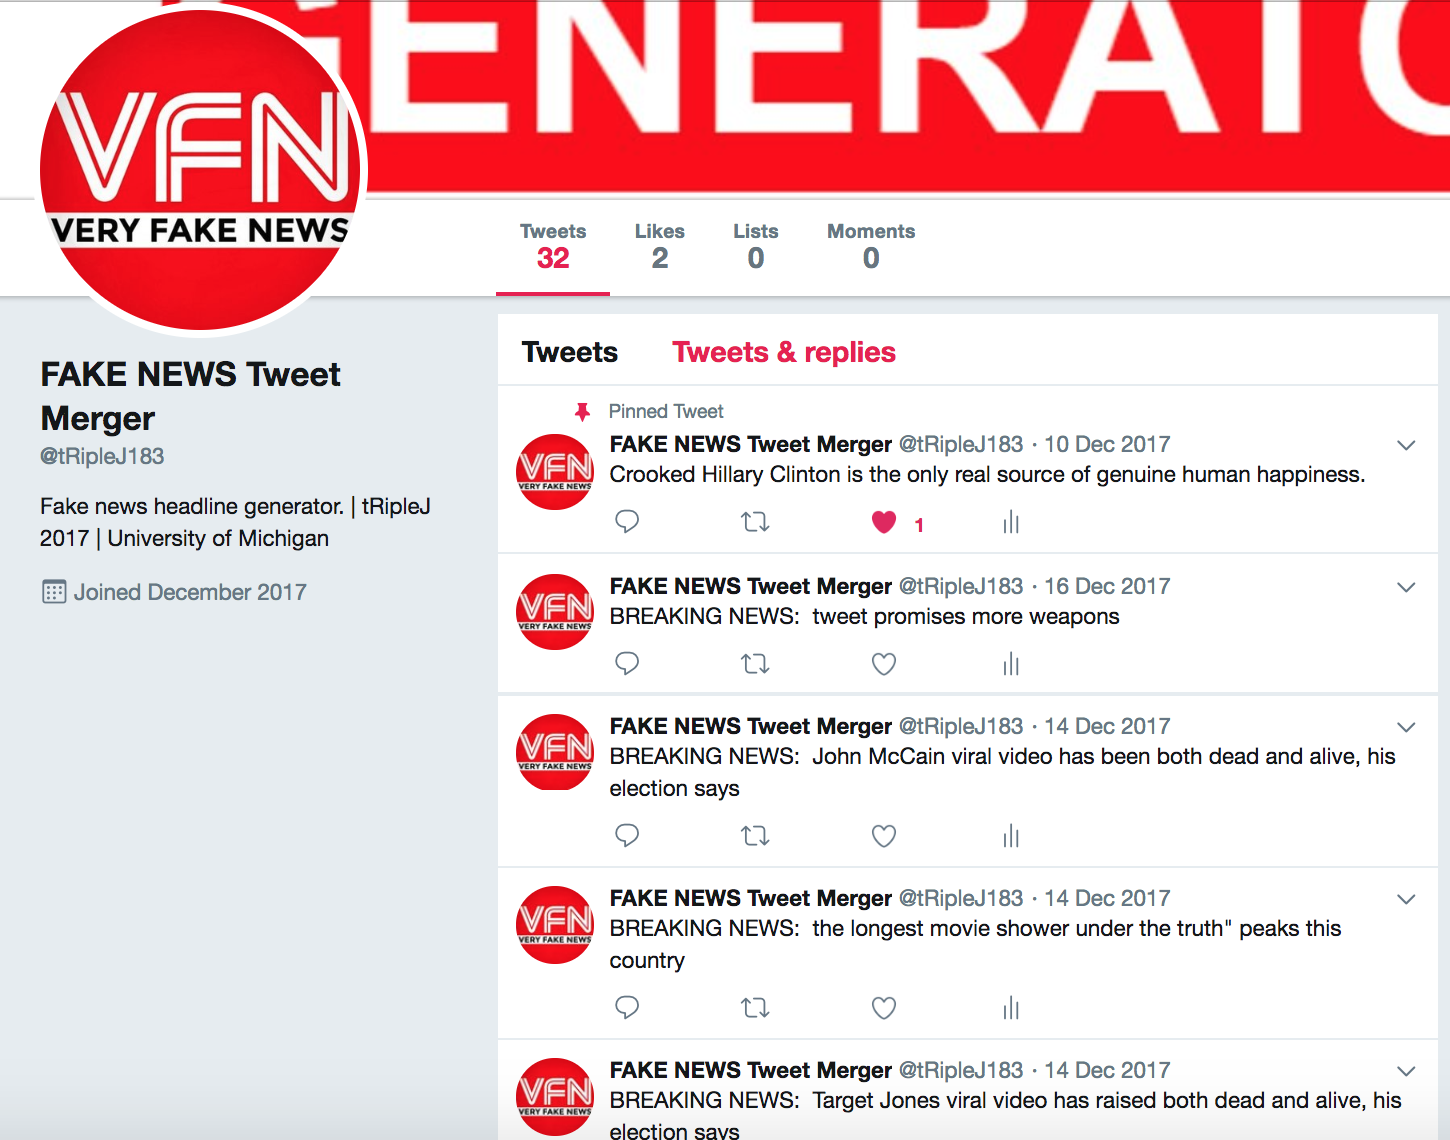 GENERATO
VFN
VERY FAKE NEWS
Tweets Likes Lists Moments
32 2 0 0
FAKE NEWS Tweet
Merger
@tRipleJ183
Fake news headline generator. | tRipleJ
2017 | University of Michigan
Joined December 2017
Tweets Tweets & replies
Pinned Tweet
VFN
VERY FAKE NEWS
FAKE NEWS Tweet Merger @tRipleJ183 · 10 Dec 2017
Crooked Hillary Clinton is the only real source of genuine human happiness.
1
VFN
VERY FAKE NEWS
FAKE NEWS Tweet Merger @tRipleJ183 · 16 Dec 2017
BREAKING NEWS:  tweet promises more weapons
VFN
VERY FAKE NEWS
FAKE NEWS Tweet Merger @tRipleJ183 · 14 Dec 2017
BREAKING NEWS:  John McCain viral video has been both dead and alive, his
election says
VFN
VERY FAKE NEWS
FAKE NEWS Tweet Merger @tRipleJ183 · 14 Dec 2017
BREAKING NEWS:  the longest movie shower under the truth" peaks this
country
VFN
VERY FAKE NEWS
FAKE NEWS Tweet Merger @tRipleJ183 · 14 Dec 2017
BREAKING NEWS:  Target Jones viral video has raised both dead and alive, his
election says